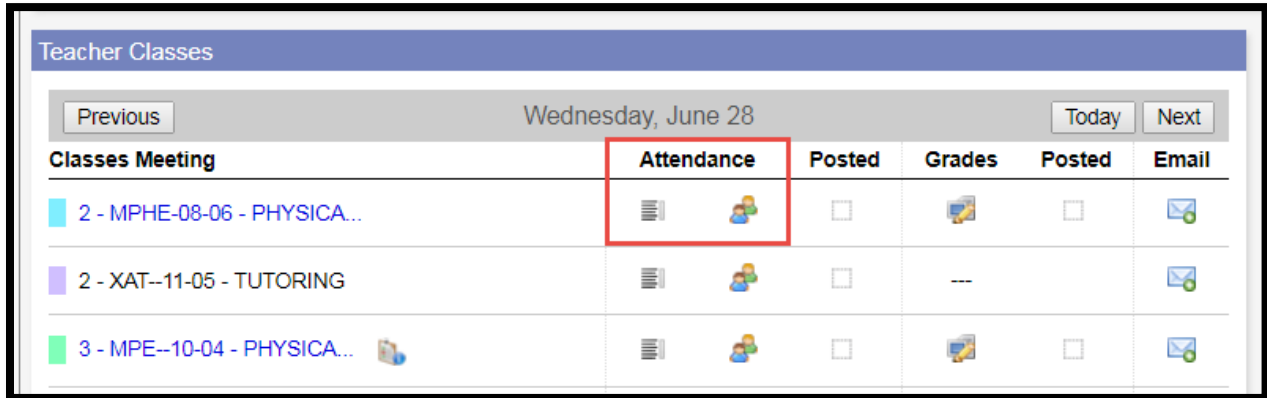 Teacher Classes
Previous Wednesday, June 28 Today Next
Classes Meeting Attendance Posted Grades Posted Email
2 - MPHE-08-06 - PHYSICA...
2 - XAT--11-05 - TUTORING ---
3 - MPE--10-04 - PHYSICA...